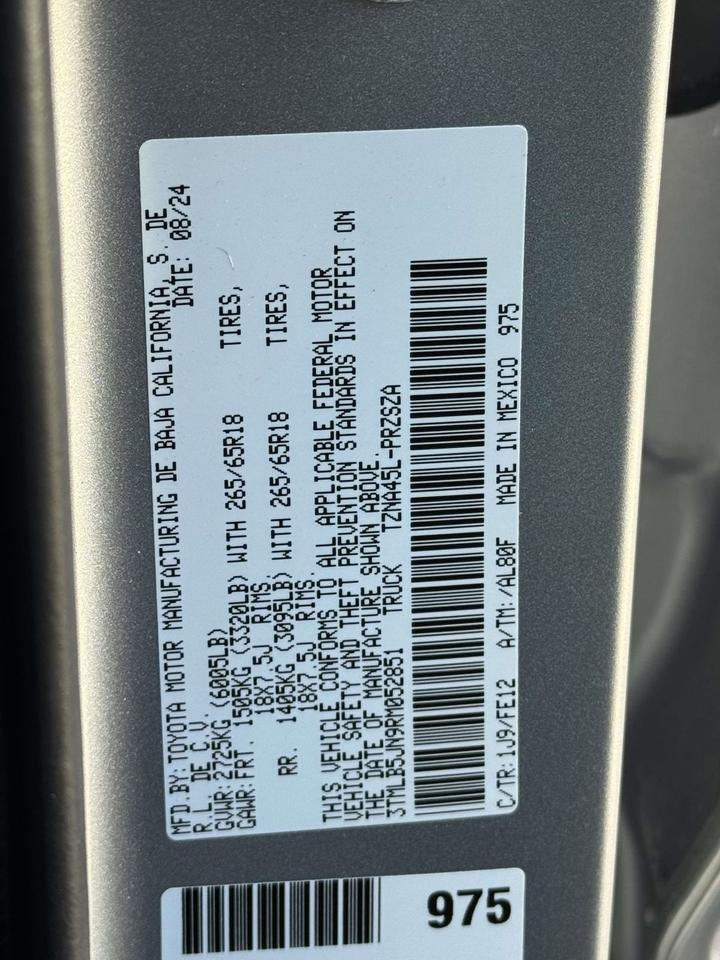 MFD.BY:TOYOTA MOTOR MANUFACTURING DE BAJA CALIFORNIA, S. DE
R.L. DE C.V. DATE: 08/24
GVWR:2725KG (6005LB)
GAWR:FRT. 1505KG (3320LB) WITH 265/65R18 TIRES,
18X7.5J RIMS.
RR. 1405KG (3095LB) WITH 265/65R18 TIRES,
18X7.5J RIMS.
THIS VEHICLE CONFORMS TO ALL APPLICABLE FEDERAL MOTOR
VEHICLE SAFETY AND THEFT PREVENTION STANDARDS IN EFFECT ON
THE DATE OF MANUFACTURE SHOWN ABOVE.
3TMLB5JN9RM052851 TRUCK TZNA45L-PRZSZA
C/TR:1J9/FE12 A/TM:/AL80F MADE IN MEXICO 975
975